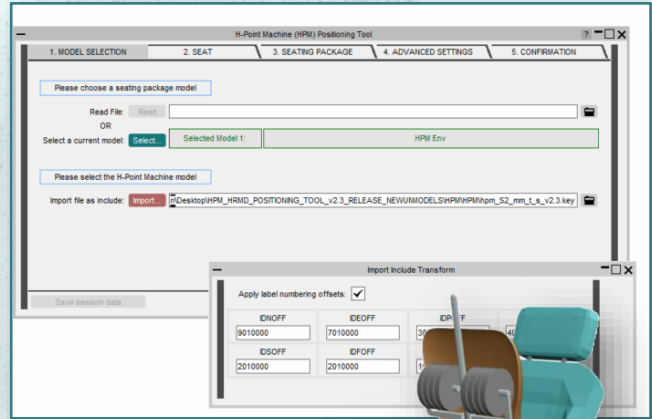 H-Point Machine (HPM) Positioning Tool
?
1. MODEL SELECTION
2. SEAT
3. SEATING PACKAGE
4. ADVANCED SETTINGS
5. CONFIRMATION
Please choose a seating package model
Read File: Read
OR
Select a current model: Select... Selected Model 1: HPM Env
Please select the H-Point Machine model
Import file as include: Import... n\Desktop\HPM_HRMD_POSITIONING_TOOL_v2.3_RELEASE_NEWUI\MODELS\HPM\HPM\hpm_S2_mm_t_s_v2.3.key
Save session data
Import Include Transform
Apply label numbering offsets:
IDNOFF IDEOFF
9010000 7010000
IDSOFF IDFOFF
2010000 2010000